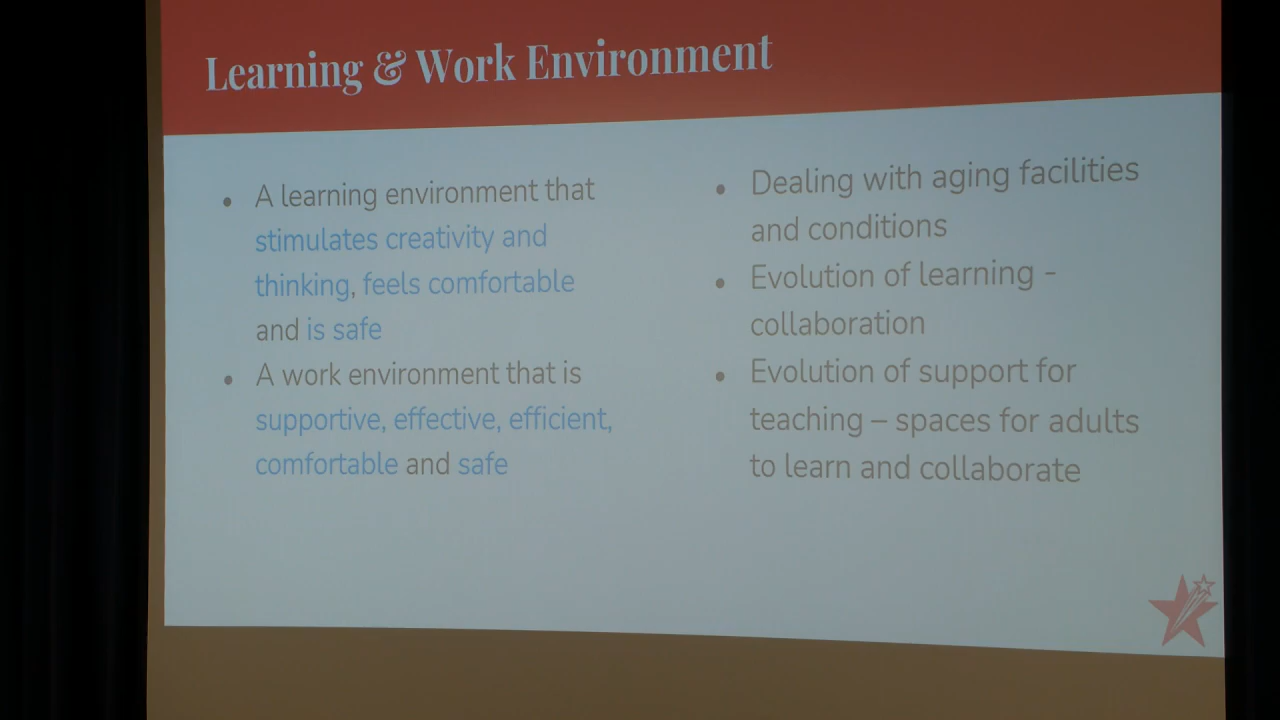 Learning & Work Environment
• A learning environment that
stimulates creativity and
thinking, feels comfortable
and is safe
• A work environment that is
supportive, effective, efficient,
comfortable and safe
• Dealing with aging facilities
and conditions
• Evolution of learning -
collaboration
• Evolution of support for
teaching – spaces for adults
to learn and collaborate